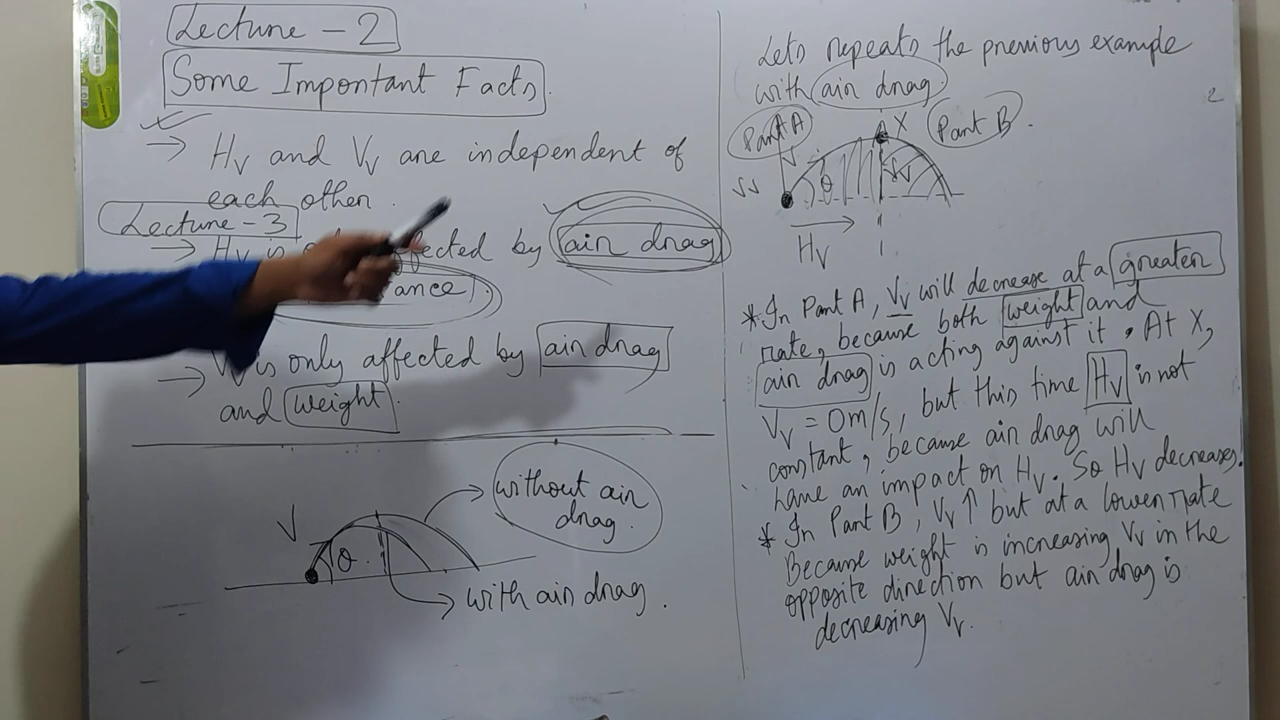 Lecture - 2
Some Important Facts.
→ Hv and Vv are independent of
each other.
Lecture - 3
→ Hv is by air drag
→ Vv is only affected by air drag
and weight.
V
θ
without air
drag.
with air drag.
Lets repeats the previous example
with air drag
2
Part A
X
Part B.
V
Vv
θ
Vv
Hv
* In Part A, Vv will decrease at a greater
rate, because both weight and
air drag is acting against it. At X,
Vv = 0m/s, but this time Hv is not
constant, because air drag will
have an impact on Hv. So Hv decreases.
* In Part B, Vv ↑ but at a lower rate
Because weight is increasing Vv in the
opposite direction but air drag is
decreasing Vv.